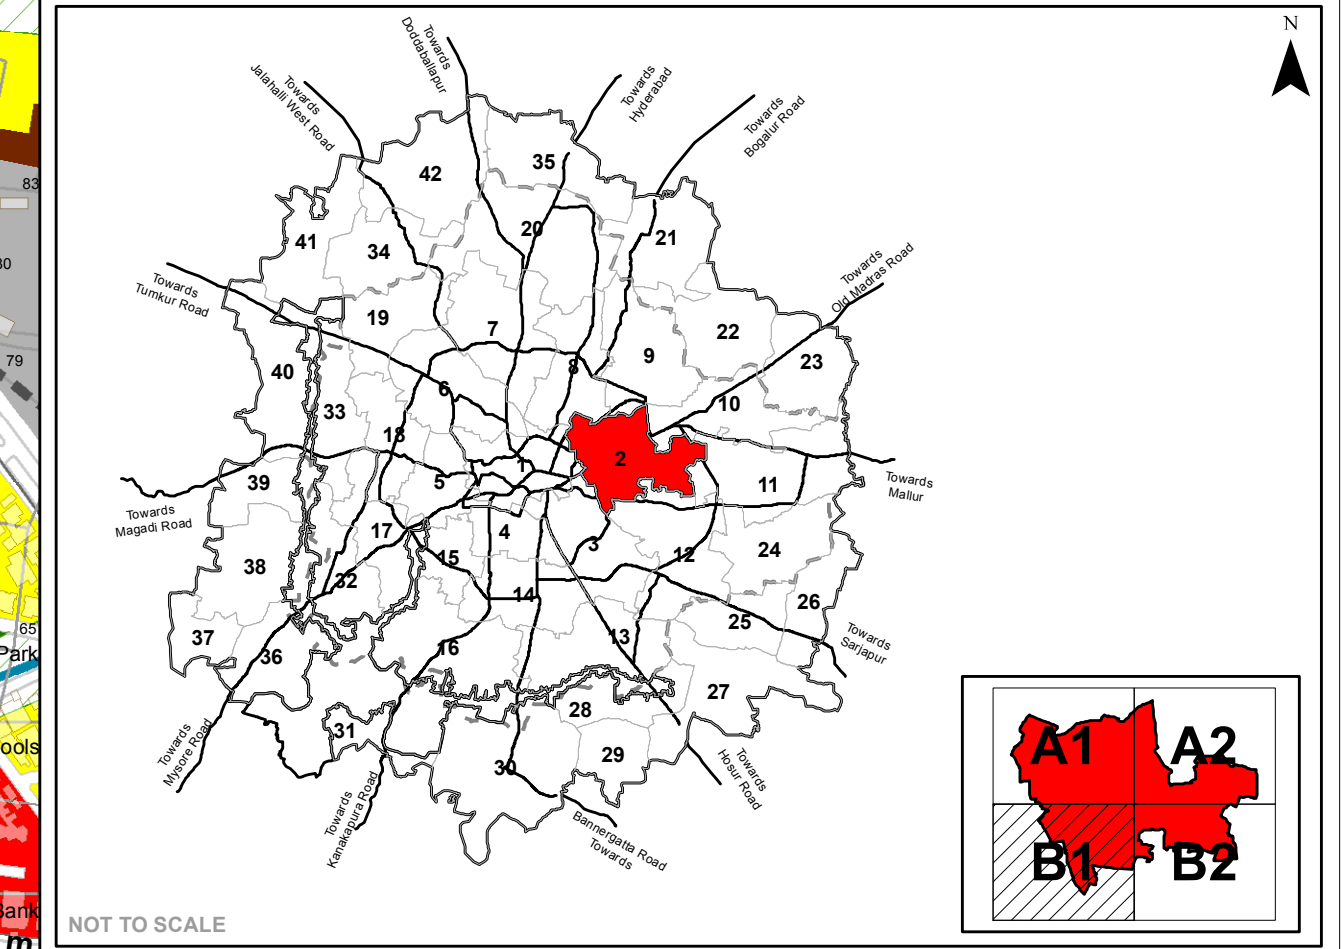 N
Towards
Doddaballapur
Towards
Jalahalli West Road
Towards
Hyderabad
Towards
Bogalur Road
42
35
20
21
41
34
Towards
Old Madras Road
Towards
Tumkur Road
19
7
22
9
8
23
40
6
10
33
18
2
1
5
11
39
Towards
Mallur
Towards
Magadi Road
17
4
3
15
12
24
38
32
14
26
25
13
37
36
16
Towards
Sarjapur
27
28
31
29
30
Towards
Mysore Road
Towards
Kanakapura Road
Towards
Hosur Road
Bannergatta Road
Towards
A1
A2
B1
B2
NOT TO SCALE
83
80
79
65
Park
ools
Bank
m